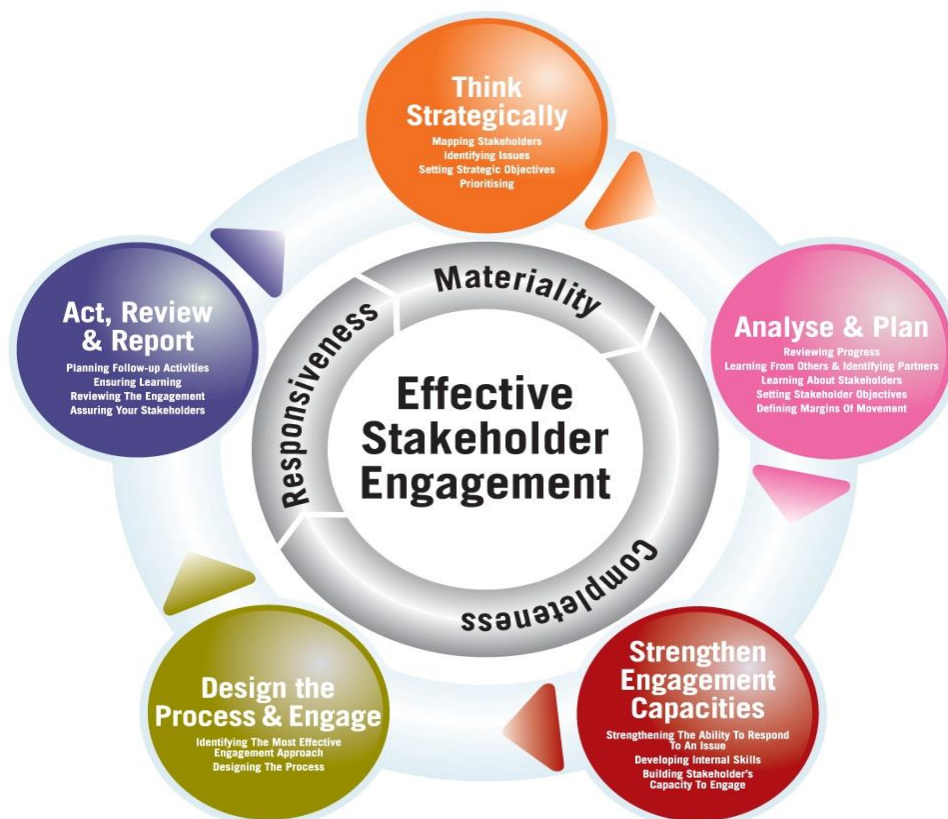 Think
Strategically
Mapping Stakeholders
Identifying Issues
Setting Strategic Objectives
Prioritising
Analyse & Plan
Reviewing Progress
Learning From Others & Identifying Partners
Learning About Stakeholders
Setting Stakeholder Objectives
Defining Margins Of Movement
Strengthen
Engagement
Capacities
Strengthening The Ability To Respond
To An Issue
Developing Internal Skills
Building Stakeholder's
Capacity To Engage
Design the
Process & Engage
Identifying The Most Effective
Engagement Approach
Designing The Process
Act, Review
& Report
Planning Follow-up Activities
Ensuring Learning
Reviewing The Engagement
Assuring Your Stakeholders
Materiality
Completeness
Responsiveness
Effective
Stakeholder
Engagement